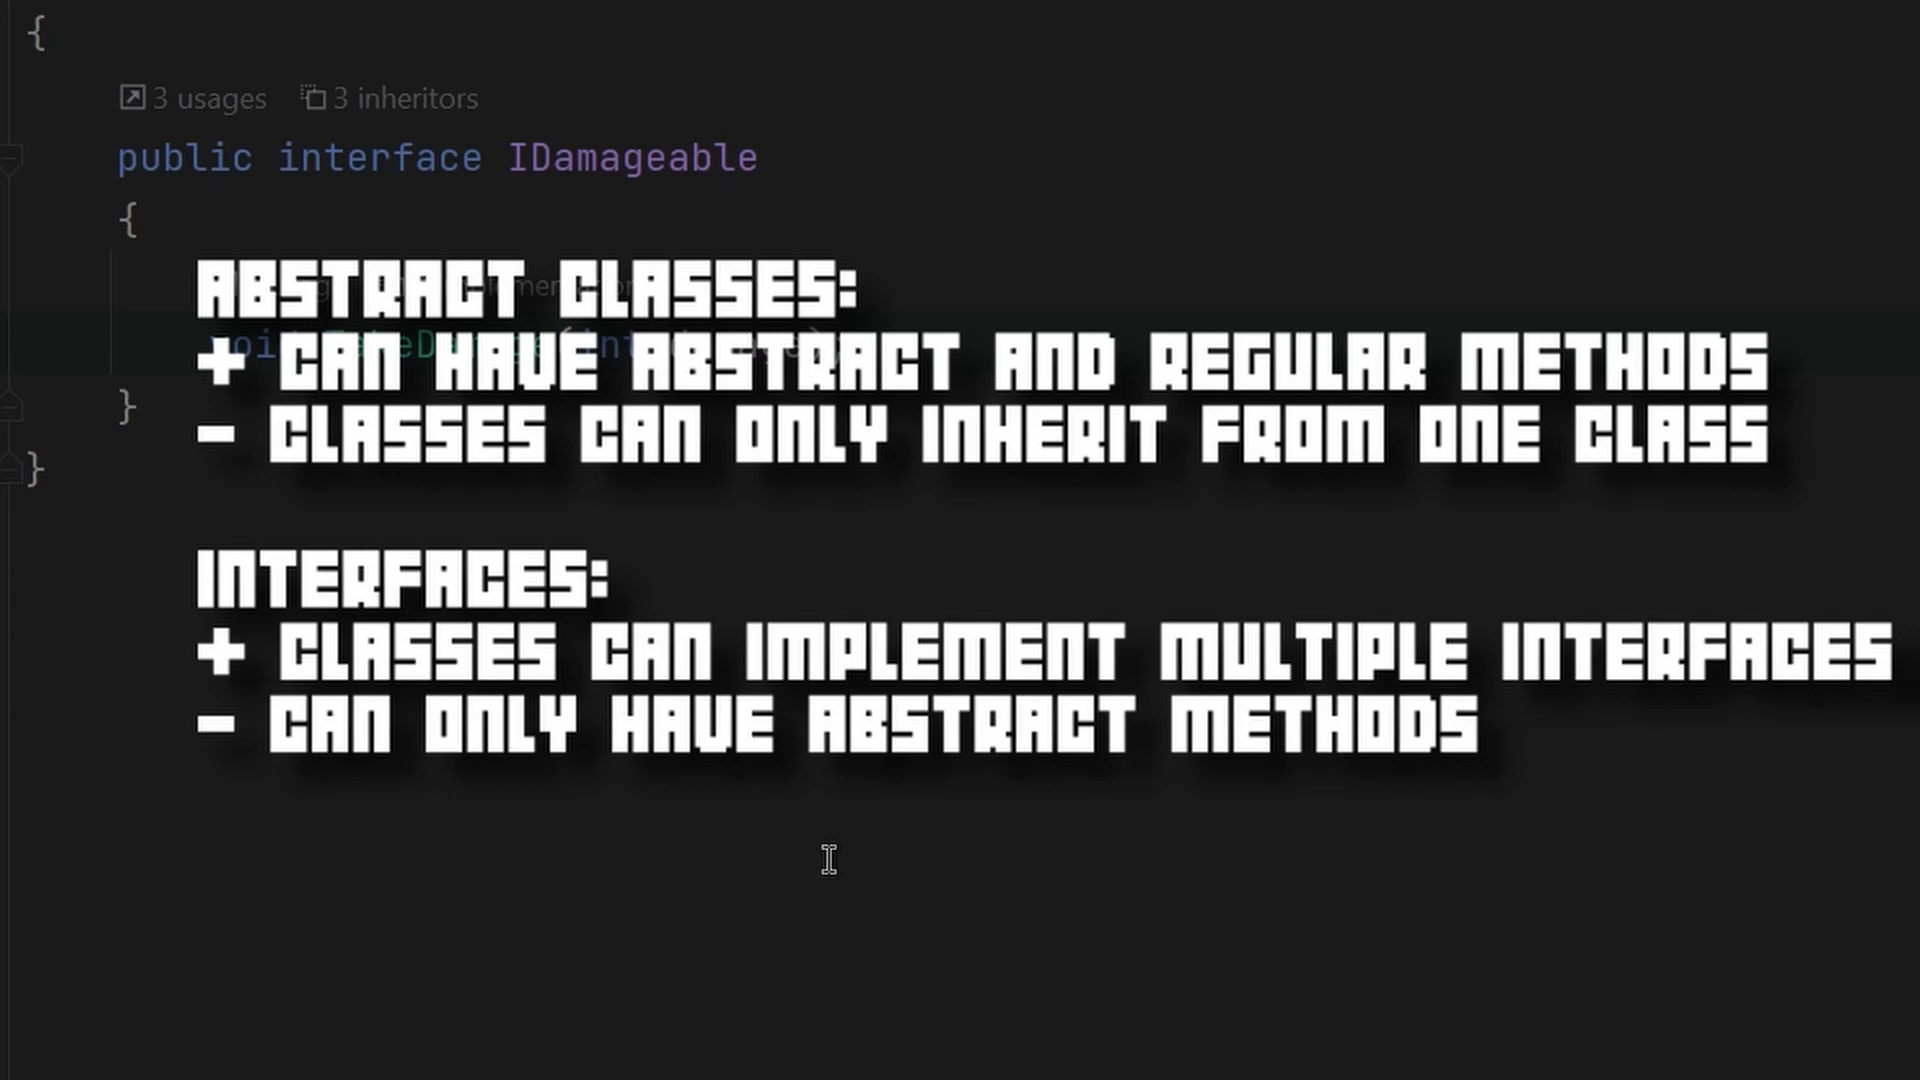 {
3 usages 3 inheritors
public interface IDamageable
{
ABSTRACT CLASSES:
+ CAN HAVE ABSTRACT AND REGULAR METHODS
- CLASSES CAN ONLY INHERIT FROM ONE CLASS
}
}
INTERFACES:
+ CLASSES CAN IMPLEMENT MULTIPLE INTERFACES
- CAN ONLY HAVE ABSTRACT METHODS